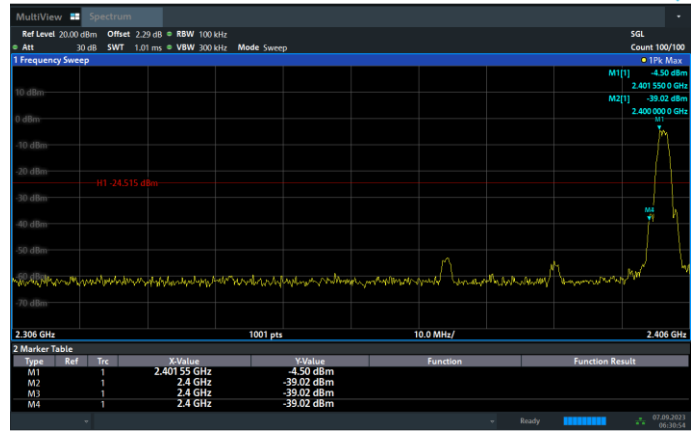 MultiView Spectrum
Ref Level 20.00 dBm Offset 2.29 dB RBW 100 kHz SGL
Att 30 dB SWT 1.01 ms VBW 300 kHz Mode Sweep Count 100/100
1 Frequency Sweep 1Pk Max
M1[1] -4.50 dBm
2.401 550 0 GHz
10 dBm M2[1] -39.02 dBm
2.400 000 0 GHz
0 dBm M1
-10 dBm
-20 dBm
H1 -24.515 dBm
-30 dBm
M4
-40 dBm
-50 dBm
-60 dBm
-70 dBm
2.306 GHz 1001 pts 10.0 MHz/ 2.406 GHz
2 Marker Table
Type Ref Trc X-Value Y-Value Function Function Result
M1 1 2.401 55 GHz -4.50 dBm
M2 1 2.4 GHz -39.02 dBm
M3 1 2.4 GHz -39.02 dBm
M4 1 2.4 GHz -39.02 dBm
Ready 07.09.2023
06:30:54